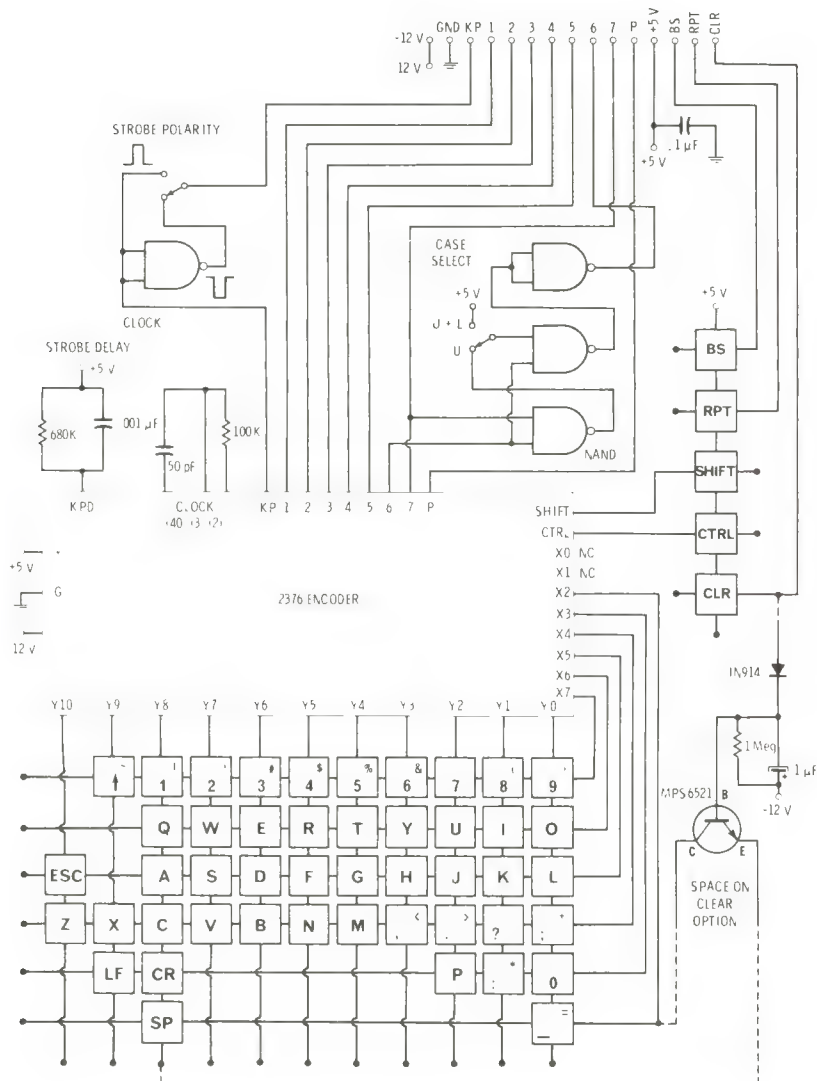 -12 V GND KP 1 2 3 4 5 6 7 P +5 V BS RPT CLR
12 V
STROBE POLARITY
.1 µF
+5 V
CASE
SELECT
+5 V
J + L
U
CLOCK
NAND
STROBE DELAY
+5 V
680K
001 µF
50 pF
100K
+5 V
BS
RPT
SHIFT
CTRL
CLR
KPD
CLOCK
KP 1 2 3 4 5 6 7 P
SHIFT
CTRL
X0 NC
X1 NC
X2
X3
X4
X5
X6
X7
+5 V
G
12 V
2376 ENCODER
IN914
1 Meg
1 µF
-12 V
MPS6521
B
C E
SPACE ON
CLEAR
OPTION
Y10 Y9 Y8 Y7 Y6 Y5 Y4 Y3 Y2 Y1 Y0
! # $ % & (
1 2 3 4 5 6 7 8 9
Q W E R T Y U I O
ESC A S D F G H J K L
Z X C V B N M , < . > ? ; +
LF CR P : * 0
SP _ =